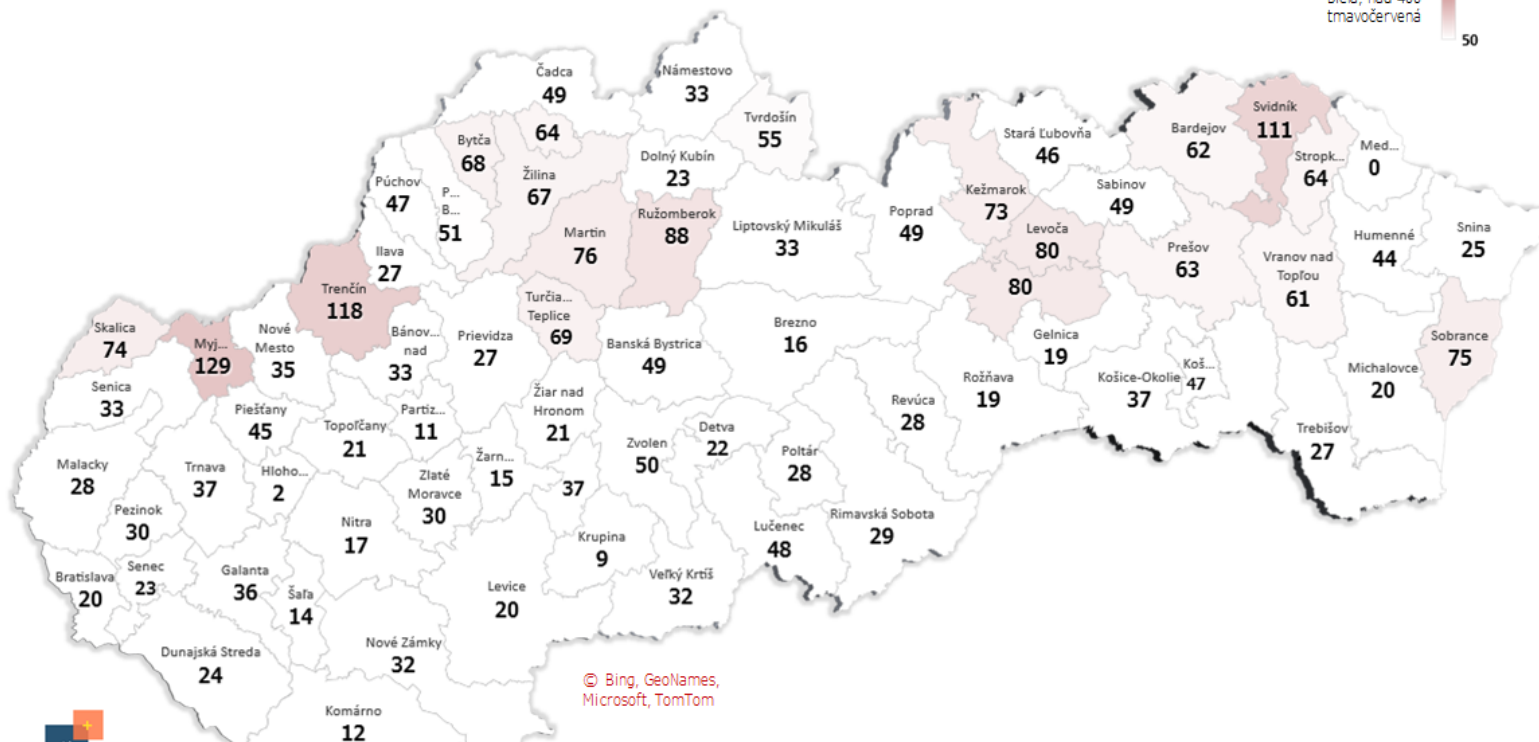 tmavočervená
50
Čadca
49
Námestovo
33
Tvrdošín
55
64
Bytča
68
Žilina
67
Dolný Kubín
23
Púchov
47
P...
B...
51
Ilava
27
Martin
76
Ružomberok
88
Liptovský Mikuláš
33
Poprad
49
Kežmarok
73
Stará Ľubovňa
46
Sabinov
49
Levoča
80
80
Bardejov
62
Svidník
111
Stropk...
64
Med...
0
Prešov
63
Vranov nad
Topľou
61
Humenné
44
Snina
25
Sobrance
75
Michalovce
20
Trebišov
27
Gelnica
19
Rožňava
19
Košice-Okolie
37
Koš...
47
Trenčín
118
Skalica
74
Myj...
129
Nové
Mesto
35
Bánov...
nad
33
Prievidza
27
Turčia...
Teplice
69
Banská Bystrica
49
Brezno
16
Revúca
28
Senica
33
Piešťany
45
Topoľčany
21
Partiz...
11
Žiar nad
Hronom
21
Žarn...
15
37
Zvolen
50
Detva
22
Poltár
28
Malacky
28
Trnava
37
Hloho...
2
Zlaté
Moravce
30
Pezinok
30
Nitra
17
Krupina
9
Lučenec
48
Rimavská Sobota
29
Bratislava
20
Senec
23
Galanta
36
Šaľa
14
Levice
20
Veľký Krtíš
32
Dunajská Streda
24
Nové Zámky
32
Komárno
12
© Bing, GeoNames,
Microsoft, TomTom